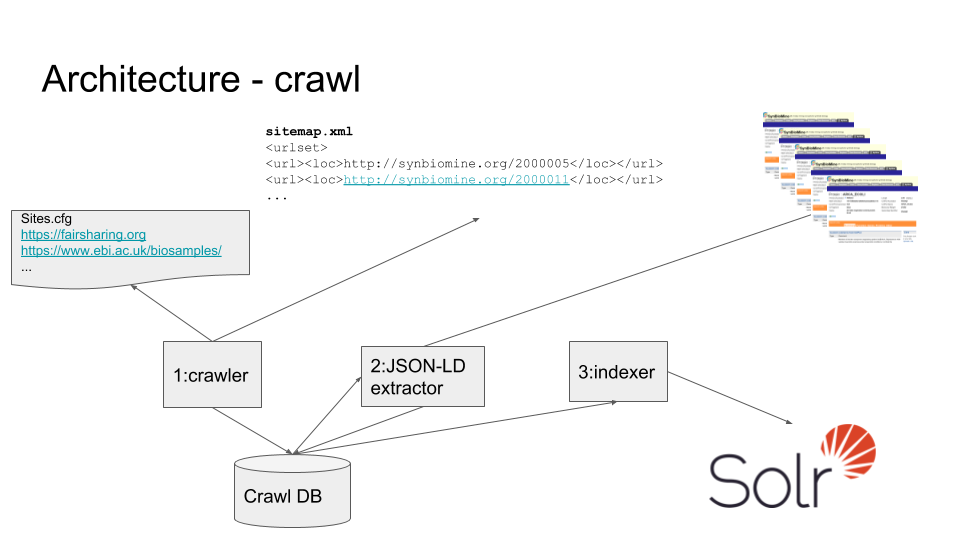 Architecture - crawl
sitemap.xml
<urlset>
<url><loc>http://synbiomine.org/2000005</loc></url>
<url><loc>http://synbiomine.org/2000011</loc></url>
...
Sites.cfg
https://fairsharing.org
https://www.ebi.ac.uk/biosamples/
...
1:crawler
2:JSON-LD
extractor
3:indexer
Crawl DB
Solr